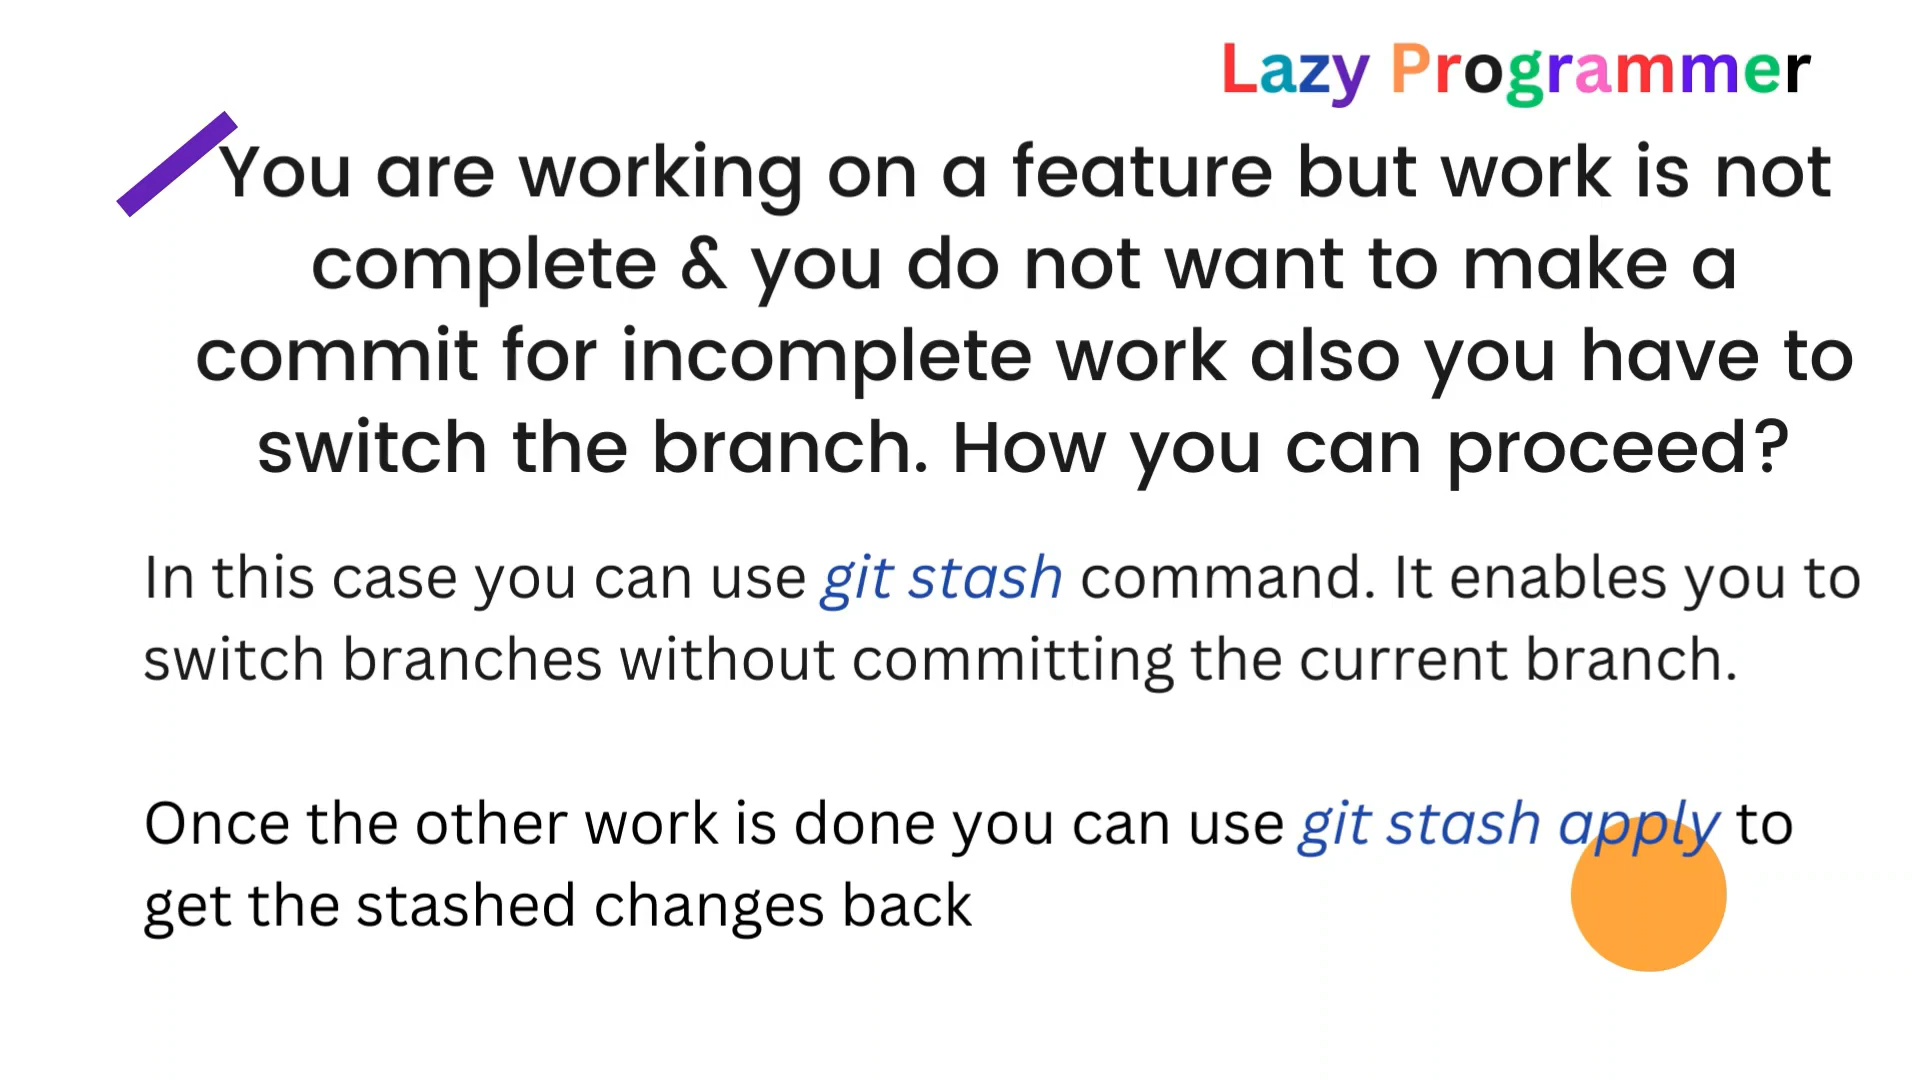 Lazy Programmer
You are working on a feature but work is not
complete & you do not want to make a
commit for incomplete work also you have to
switch the branch. How you can proceed?
In this case you can use git stash command. It enables you to
switch branches without committing the current branch.
Once the other work is done you can use git stash apply to
get the stashed changes back